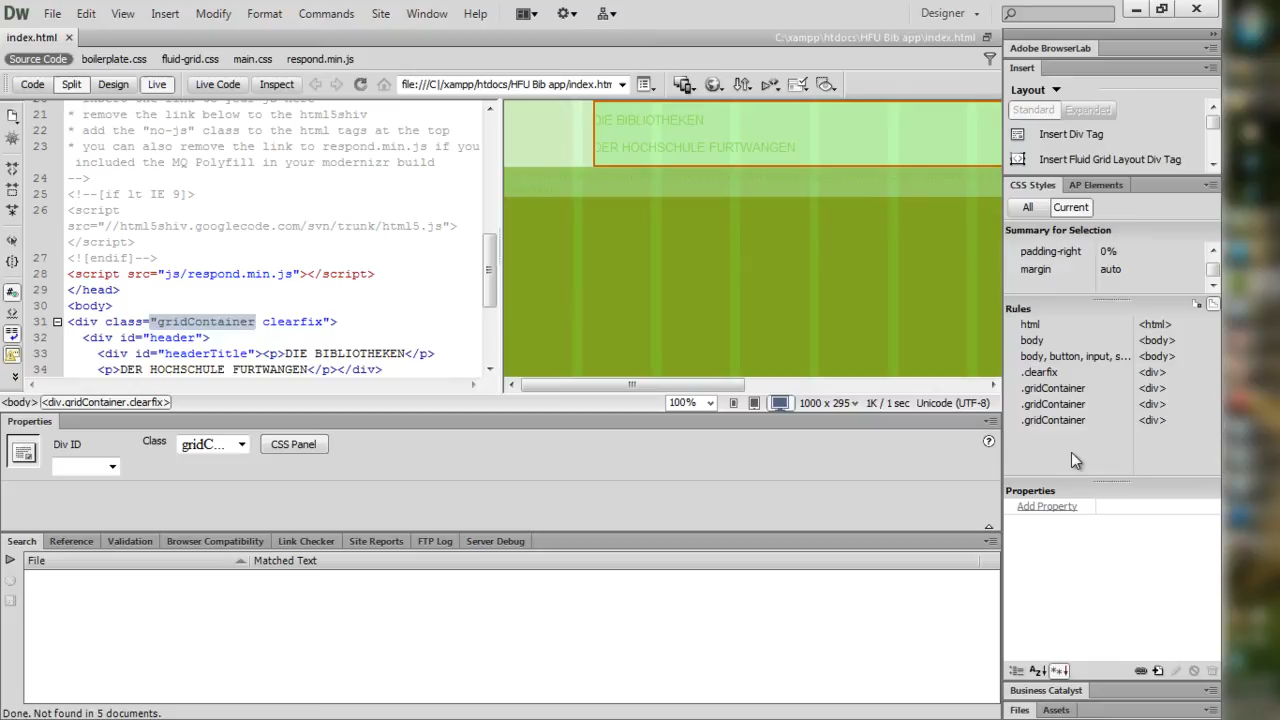 Dw File Edit View Insert Modify Format Commands Site Window Help Designer
index.html C:\xampp\htdocs\HFU Bib app\index.html
Source Code boilerplate.css fluid-grid.css main.css respond.min.js
Code Split Design Live Live Code Inspect file:///C|/xampp/htdocs/HFU Bib app/index.htm
21 * remove the link below to the html5shiv
22 * add the "no-js" class to the html tags at the top
23 * you can also remove the link to respond.min.js if you
included the MQ Polyfill in your modernizr build
24 -->
25 <!--[if lt IE 9]>
26 <script
src="//html5shiv.googlecode.com/svn/trunk/html5.js">
</script>
27 <![endif]-->
28 <script src="js/respond.min.js"></script>
29 </head>
30 <body>
31 <div class="gridContainer clearfix">
32 <div id="header">
33 <div id="headerTitle"><p>DIE BIBLIOTHEKEN</p>
34 <p>DER HOCHSCHULE FURTWANGEN</p></div>
DIE BIBLIOTHEKEN
DER HOCHSCHULE FURTWANGEN
<body> <div.gridContainer.clearfix> 100% 1000 x 295 1K / 1 sec Unicode (UTF-8)
Properties
Div ID Class gridC... CSS Panel
Search Reference Validation Browser Compatibility Link Checker Site Reports FTP Log Server Debug
File Matched Text
Done. Not found in 5 documents.
Adobe BrowserLab
Insert
Layout
Standard Expanded
Insert Div Tag
Insert Fluid Grid Layout Div Tag
CSS Styles AP Elements
All Current
Summary for Selection
padding-right 0%
margin auto
Rules
html <html>
body <body>
body, button, input, s... <body>
.clearfix <div>
.gridContainer <div>
.gridContainer <div>
.gridContainer <div>
Properties
Add Property
Business Catalyst
Files Assets